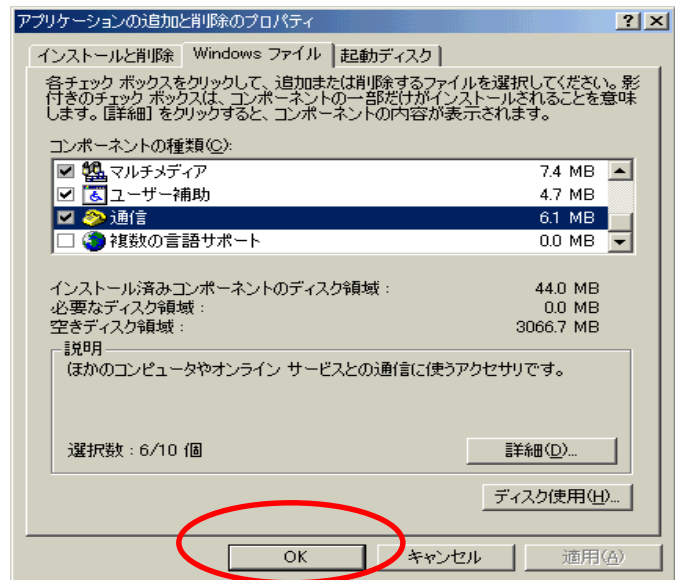 アプリケーションの追加と削除のプロパティ
インストールと削除 Windows ファイル 起動ディスク
各チェック ボックスをクリックして、追加または削除するファイルを選択してください。影
付きのチェック ボックスは、コンポーネントの一部だけがインストールされることを意味
します。[詳細] をクリックすると、コンポーネントの内容が表示されます。
コンポーネントの種類(C):
マルチメディア 7.4 MB
ユーザー補助 4.7 MB
通信 6.1 MB
複数の言語サポート 0.0 MB
インストール済みコンポーネントのディスク領域 : 44.0 MB
必要なディスク領域 : 0.0 MB
空きディスク領域 : 3066.7 MB
説明
ほかのコンピュータやオンライン サービスとの通信に使うアクセサリです。
選択数 : 6/10 個 詳細(D)...
ディスク使用(H)...
OK キャンセル 適用(A)